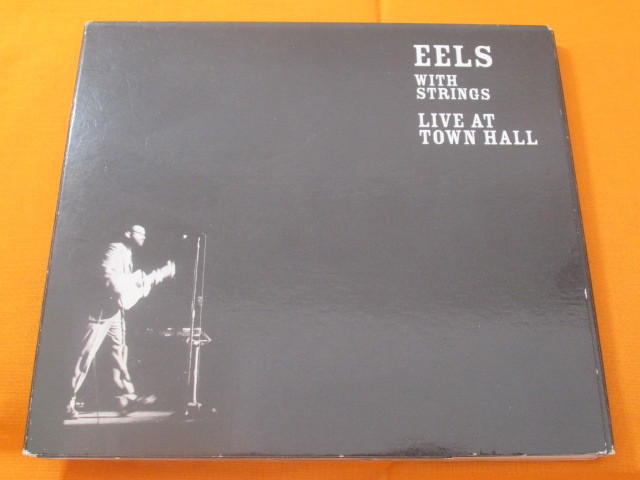 EELS
WITH
STRINGS
LIVE AT
TOWN HALL